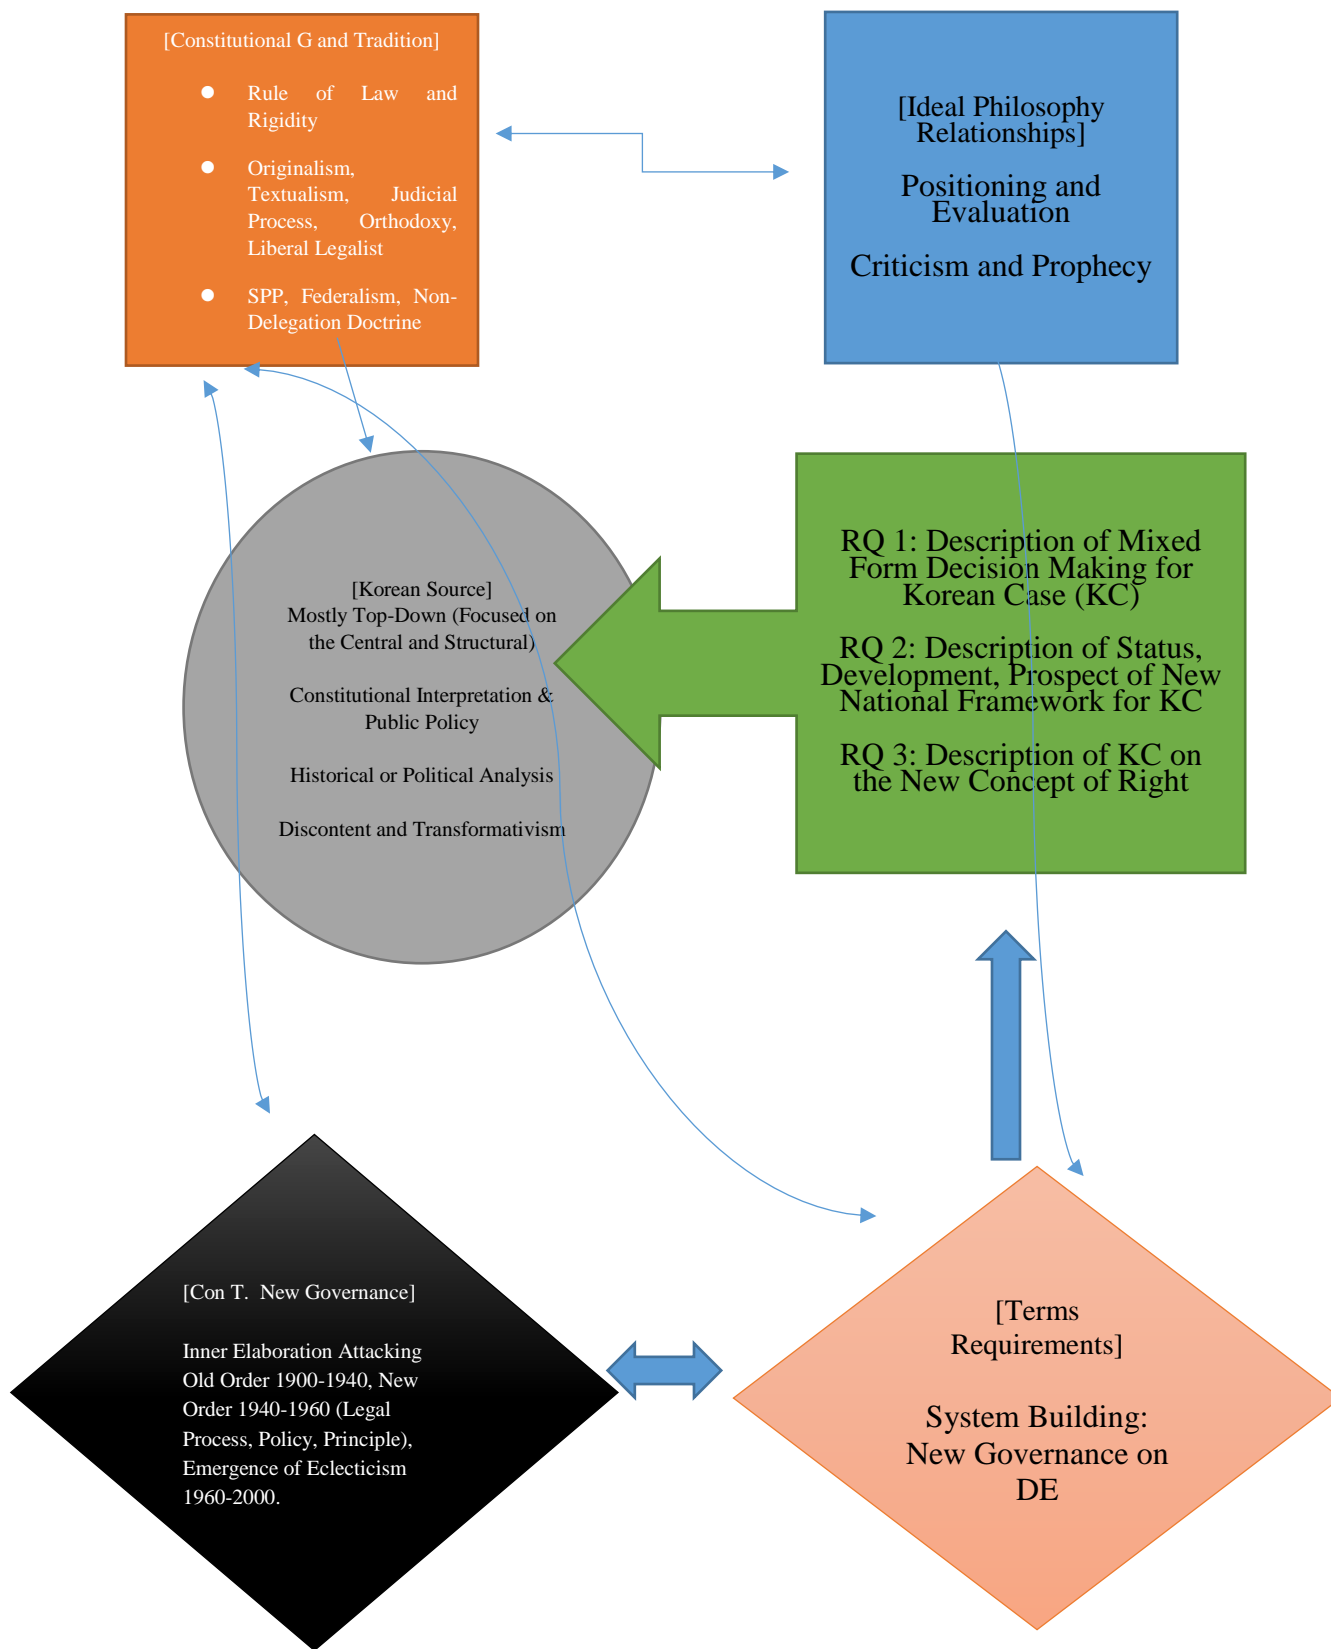 [Constitutional G and Tradition]
● Rule of Law and
Rigidity
● Originalism,
Textualism, Judicial
Process, Orthodoxy,
Liberal Legalist
● SPP, Federalism, Non-
Delegation Doctrine
[Ideal Philosophy
Relationships]
Positioning and
Evaluation
Criticism and Prophecy
[Korean Source]
Mostly Top-Down (Focused on
the Central and Structural)
Constitutional Interpretation &
Public Policy
Historical or Political Analysis
Discontent and Transformativism
RQ 1: Description of Mixed
Form Decision Making for
Korean Case (KC)
RQ 2: Description of Status,
Development, Prospect of New
National Framework for KC
RQ 3: Description of KC on
the New Concept of Right
[Con T. New Governance]
Inner Elaboration Attacking
Old Order 1900-1940, New
Order 1940-1960 (Legal
Process, Policy, Principle),
Emergence of Eclecticism
1960-2000.
[Terms
Requirements]
System Building:
New Governance on
DE